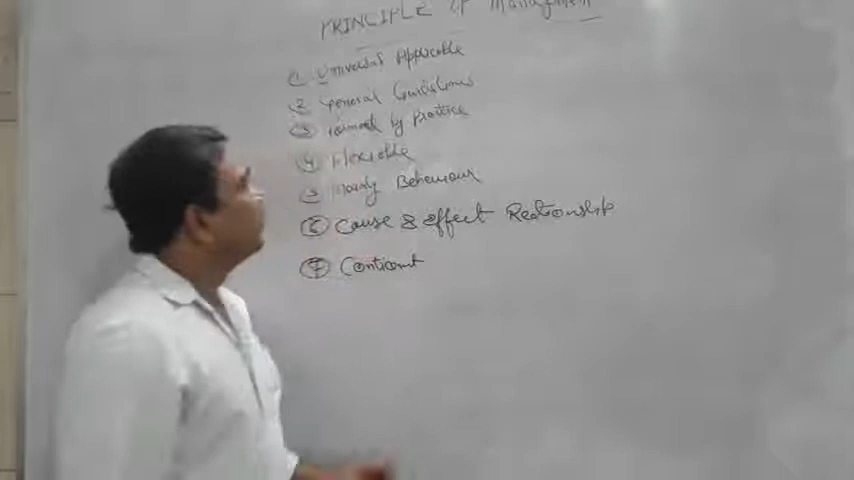 PRINCIPLE of Management
① Universal Applicable
② General Guidelines
③ Formed by Practice
④ Flexible
⑤ Mainly Behaviour
⑥ Cause & effect Relationship
⑦ Contigent